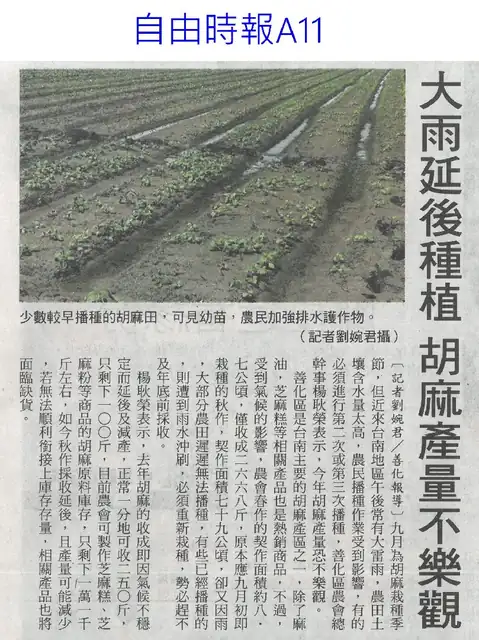 自由時報A11
大雨延後種植 胡麻產量不樂觀
少數較早播種的胡麻田，可見幼苗，農民加強排水護作物。
（記者劉婉君攝）
〔記者劉婉君／善化報導〕九月為胡麻栽種季
節，但近來台南地區午後常有大雷雨，農田土
壤含水量太高，農民播種作業受到影響，有的
必須進行第二次或第三次播種，善化區農會總
幹事楊耿榮表示，今年胡麻產量恐不樂觀。
善化區是台南主要的胡麻產區之一，除了麻
油，芝麻糕等相關產品也是熱銷商品，不過，
受到氣候的影響，農會春作的契作面積約八．
七公頃，僅收成二六六八斤，原本應九月初即
栽種的秋作，契作面積七十九公頃，卻又因雨
，大部分農田遲遲無法播種，有些已經播種的
，則遭到雨水沖刷，必須重新栽種，勢必趕不
及年底前採收。
楊耿榮表示，去年胡麻的收成即因氣候不穩
定而延後及減產，正常一分地可收二五〇斤，
只剩下一〇〇斤，目前農會可製作芝麻糕、芝
麻粉等商品的胡麻原料庫存，只剩下一萬一千
斤左右，如今秋作採收延後，且產量可能減少
，若無法順利銜接上庫存存量，相關產品也將
面臨缺貨。